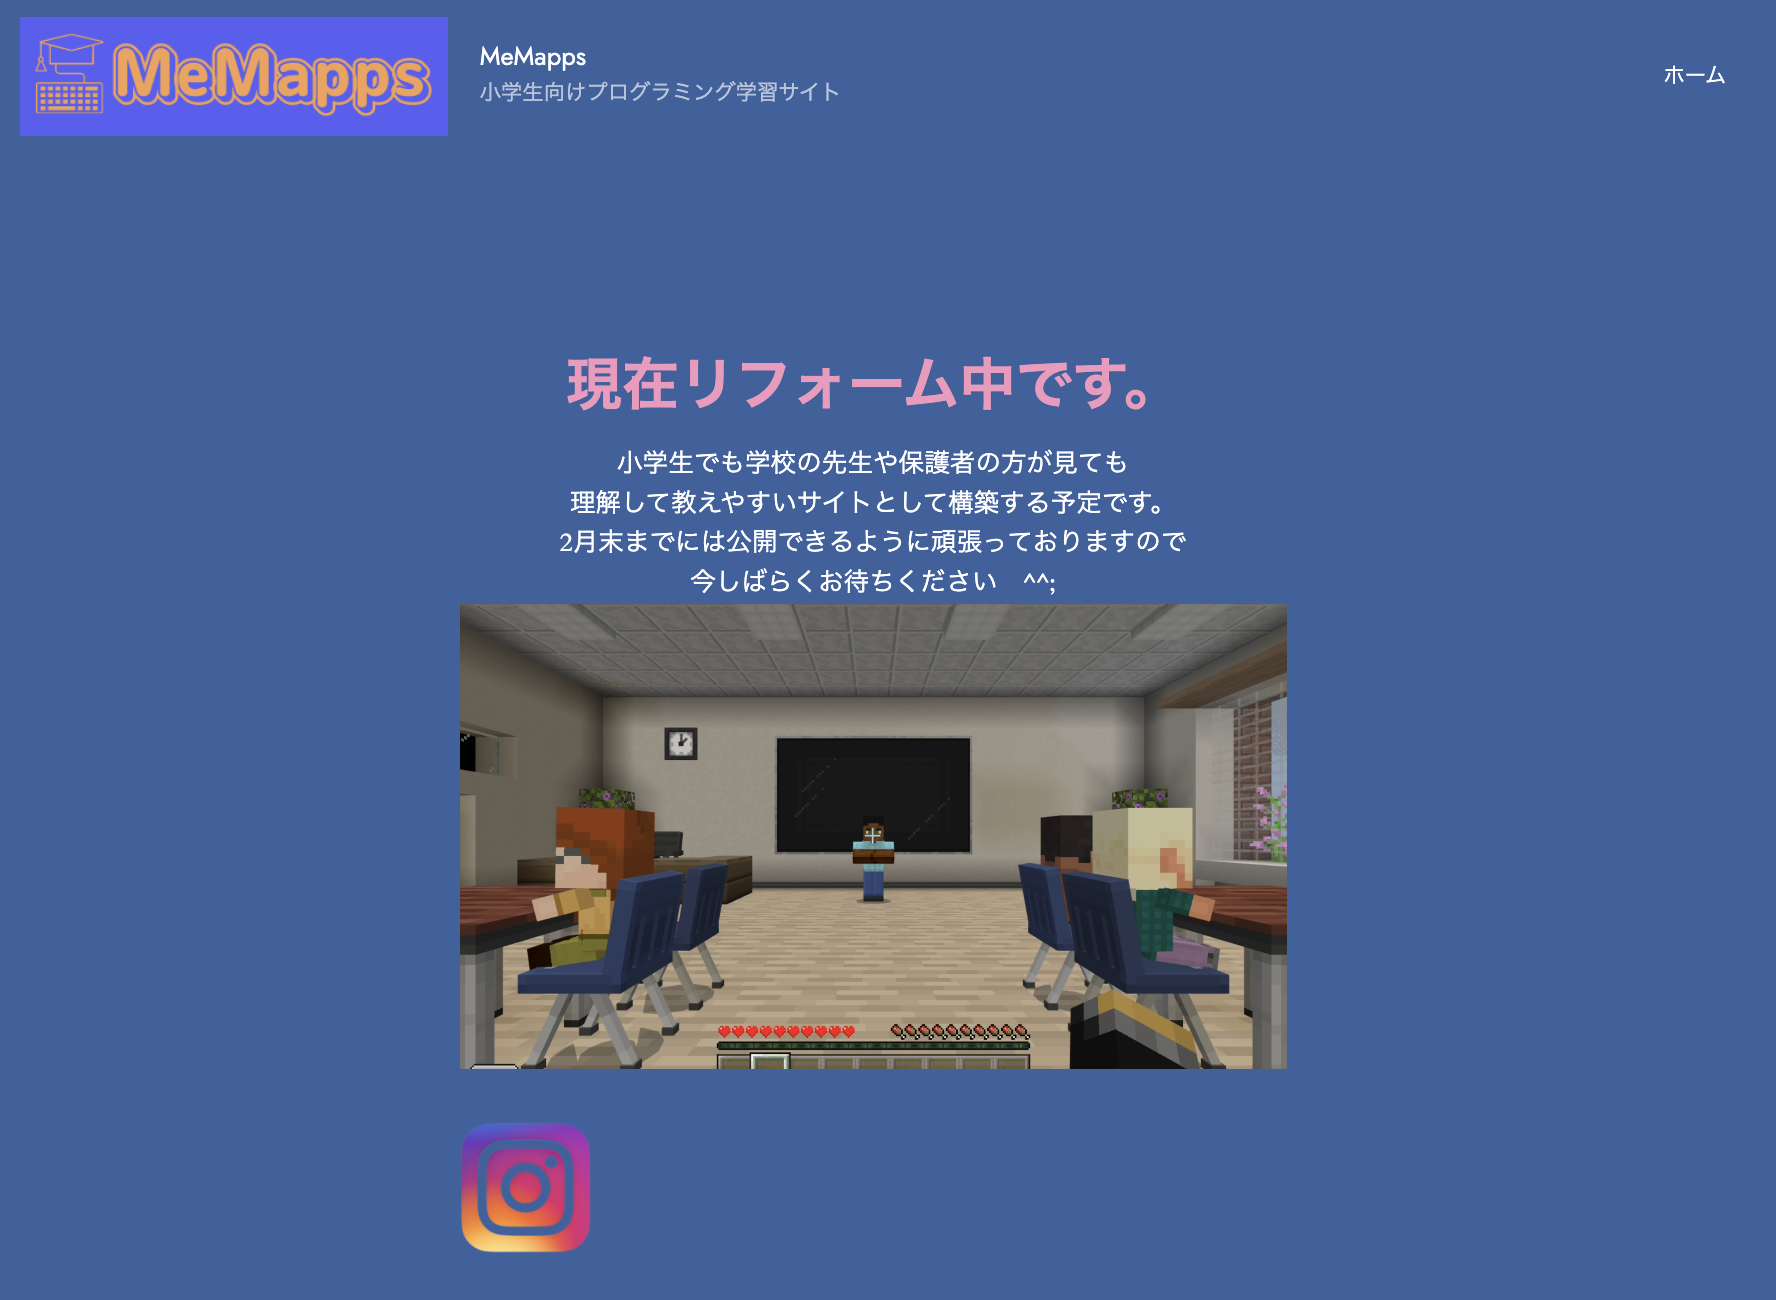 MeMapps
MeMapps
小学生向けプログラミング学習サイト
ホーム
現在リフォーム中です。
小学生でも学校の先生や保護者の方が見ても
理解して教えやすいサイトとして構築する予定です。
2月末までには公開できるように頑張っておりますので
今しばらくお待ちください　^^;